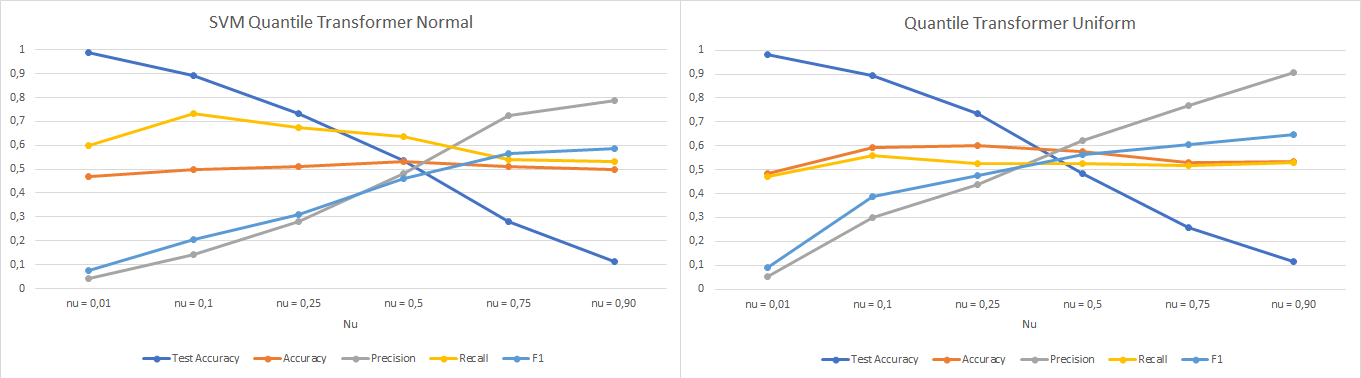 SVM Quantile Transformer Normal
1
0,9
0,8
0,7
0,6
0,5
0,4
0,3
0,2
0,1
0
nu = 0,01 nu = 0,1 nu = 0,25 nu = 0,5 nu = 0,75 nu = 0,90
Nu
Test Accuracy Accuracy Precision Recall F1
Quantile Transformer Uniform
1
0,9
0,8
0,7
0,6
0,5
0,4
0,3
0,2
0,1
0
nu = 0,01 nu = 0,1 nu = 0,25 nu = 0,5 nu = 0,75 nu = 0,90
Nu
Test Accuracy Accuracy Precision Recall F1